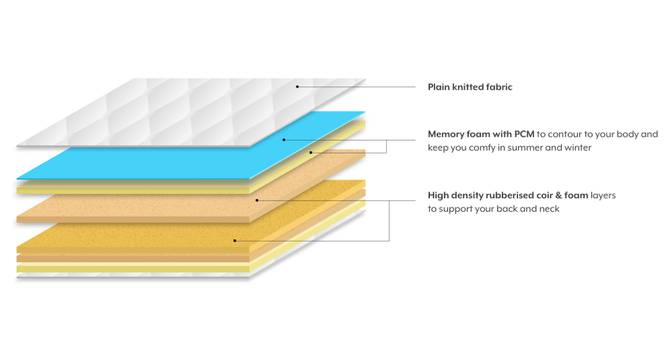 Plain knitted fabric
Memory foam with PCM to contour to your body and
keep you comfy in summer and winter
High density rubberised coir & foam layers
to support your back and neck